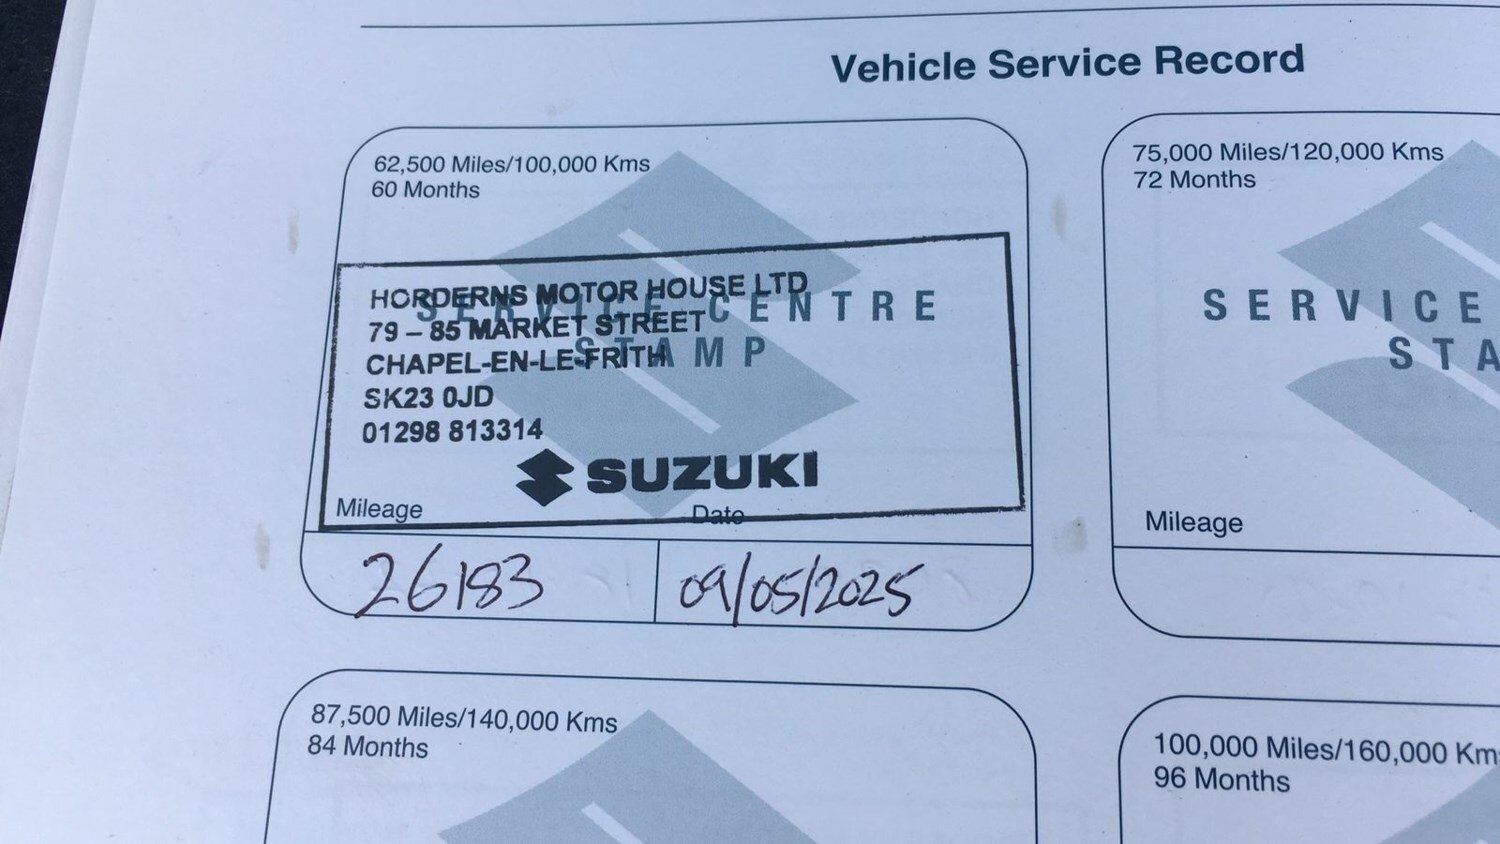 Vehicle Service Record
62,500 Miles/100,000 Kms
60 Months
SERVICE CENTRE
STAMP
HORDERNS MOTOR HOUSE LTD
79 – 85 MARKET STREET
CHAPEL-EN-LE-FRITH
SK23 0JD
01298 813314
SUZUKI
Mileage
Date
26183
09/05/2025
75,000 Miles/120,000 Kms
72 Months
SERVICE
STA
Mileage
87,500 Miles/140,000 Kms
84 Months
100,000 Miles/160,000 Kms
96 Months